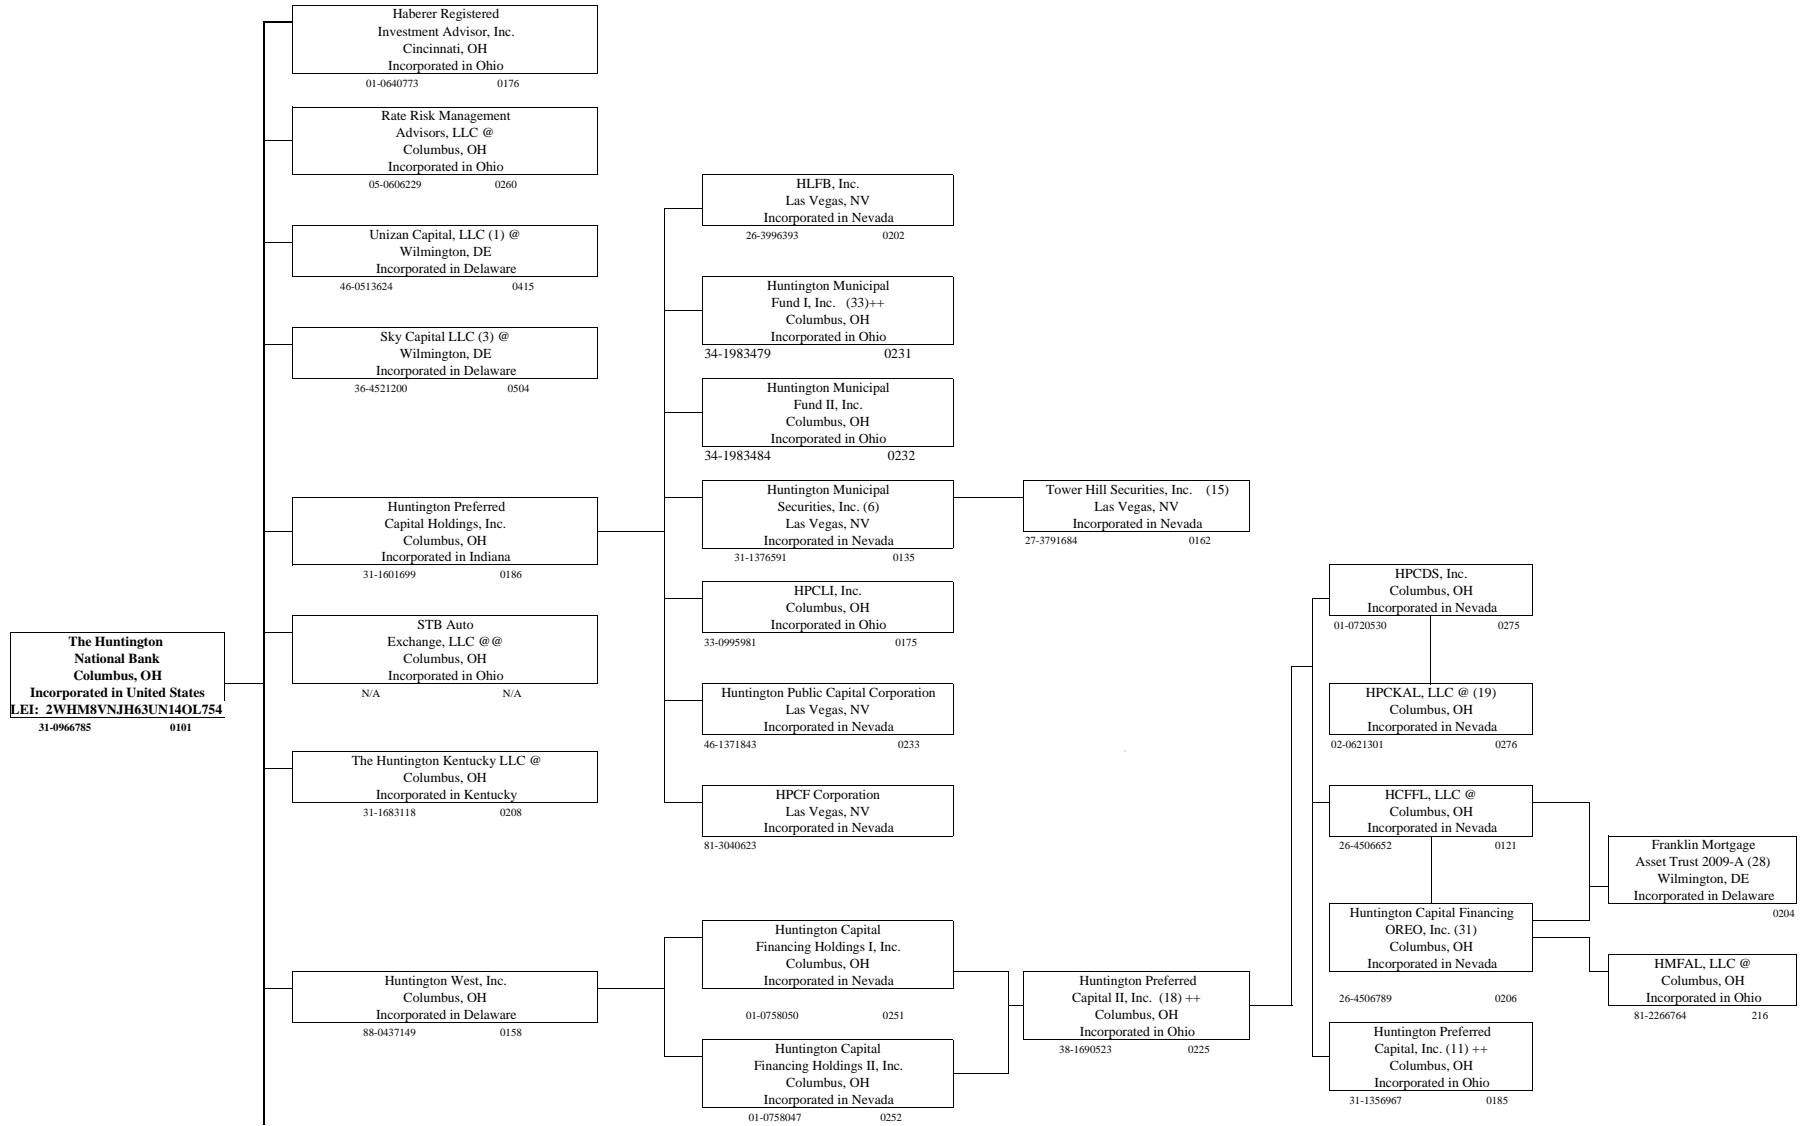 Haberer Registered
Investment Advisor, Inc.
Cincinnati, OH
Incorporated in Ohio
01-0640773 0176
Rate Risk Management
Advisors, LLC @
Columbus, OH
Incorporated in Ohio
05-0606229 0260
Unizan Capital, LLC (1) @
Wilmington, DE
Incorporated in Delaware
46-0513624 0415
Sky Capital LLC (3) @
Wilmington, DE
Incorporated in Delaware
36-4521200 0504
Huntington Preferred
Capital Holdings, Inc.
Columbus, OH
Incorporated in Indiana
31-1601699 0186
STB Auto
Exchange, LLC @@
Columbus, OH
Incorporated in Ohio
N/A N/A
The Huntington
National Bank
Columbus, OH
Incorporated in United States
LEI: 2WHM8VNJH63UN14OL754
31-0966785 0101
The Huntington Kentucky LLC @
Columbus, OH
Incorporated in Kentucky
31-1683118 0208
Huntington West, Inc.
Columbus, OH
Incorporated in Delaware
88-0437149 0158
HLFB, Inc.
Las Vegas, NV
Incorporated in Nevada
26-3996393 0202
Huntington Municipal
Fund I, Inc. (33)++
Columbus, OH
Incorporated in Ohio
34-1983479 0231
Huntington Municipal
Fund II, Inc.
Columbus, OH
Incorporated in Ohio
34-1983484 0232
Huntington Municipal
Securities, Inc. (6)
Las Vegas, NV
Incorporated in Nevada
31-1376591 0135
HPCLI, Inc.
Columbus, OH
Incorporated in Ohio
33-0995981 0175
Huntington Public Capital Corporation
Las Vegas, NV
Incorporated in Nevada
46-1371843 0233
HPCF Corporation
Las Vegas, NV
Incorporated in Nevada
81-3040623
Huntington Capital
Financing Holdings I, Inc.
Columbus, OH
Incorporated in Nevada
01-0758050 0251
Huntington Capital
Financing Holdings II, Inc.
Columbus, OH
Incorporated in Nevada
01-0758047 0252
Tower Hill Securities, Inc. (15)
Las Vegas, NV
Incorporated in Nevada
27-3791684 0162
Huntington Preferred
Capital II, Inc. (18) ++
Columbus, OH
Incorporated in Ohio
38-1690523 0225
HPCDS, Inc.
Columbus, OH
Incorporated in Nevada
01-0720530 0275
HPCKAL, LLC @ (19)
Columbus, OH
Incorporated in Nevada
02-0621301 0276
HCFFL, LLC @
Columbus, OH
Incorporated in Nevada
26-4506652 0121
Huntington Capital Financing
OREO, Inc. (31)
Columbus, OH
Incorporated in Nevada
26-4506789 0206
Huntington Preferred
Capital, Inc. (11) ++
Columbus, OH
Incorporated in Ohio
31-1356967 0185
Franklin Mortgage
Asset Trust 2009-A (28)
Wilmington, DE
Incorporated in Delaware
0204
HMFAL, LLC @
Columbus, OH
Incorporated in Ohio
81-2266764 216